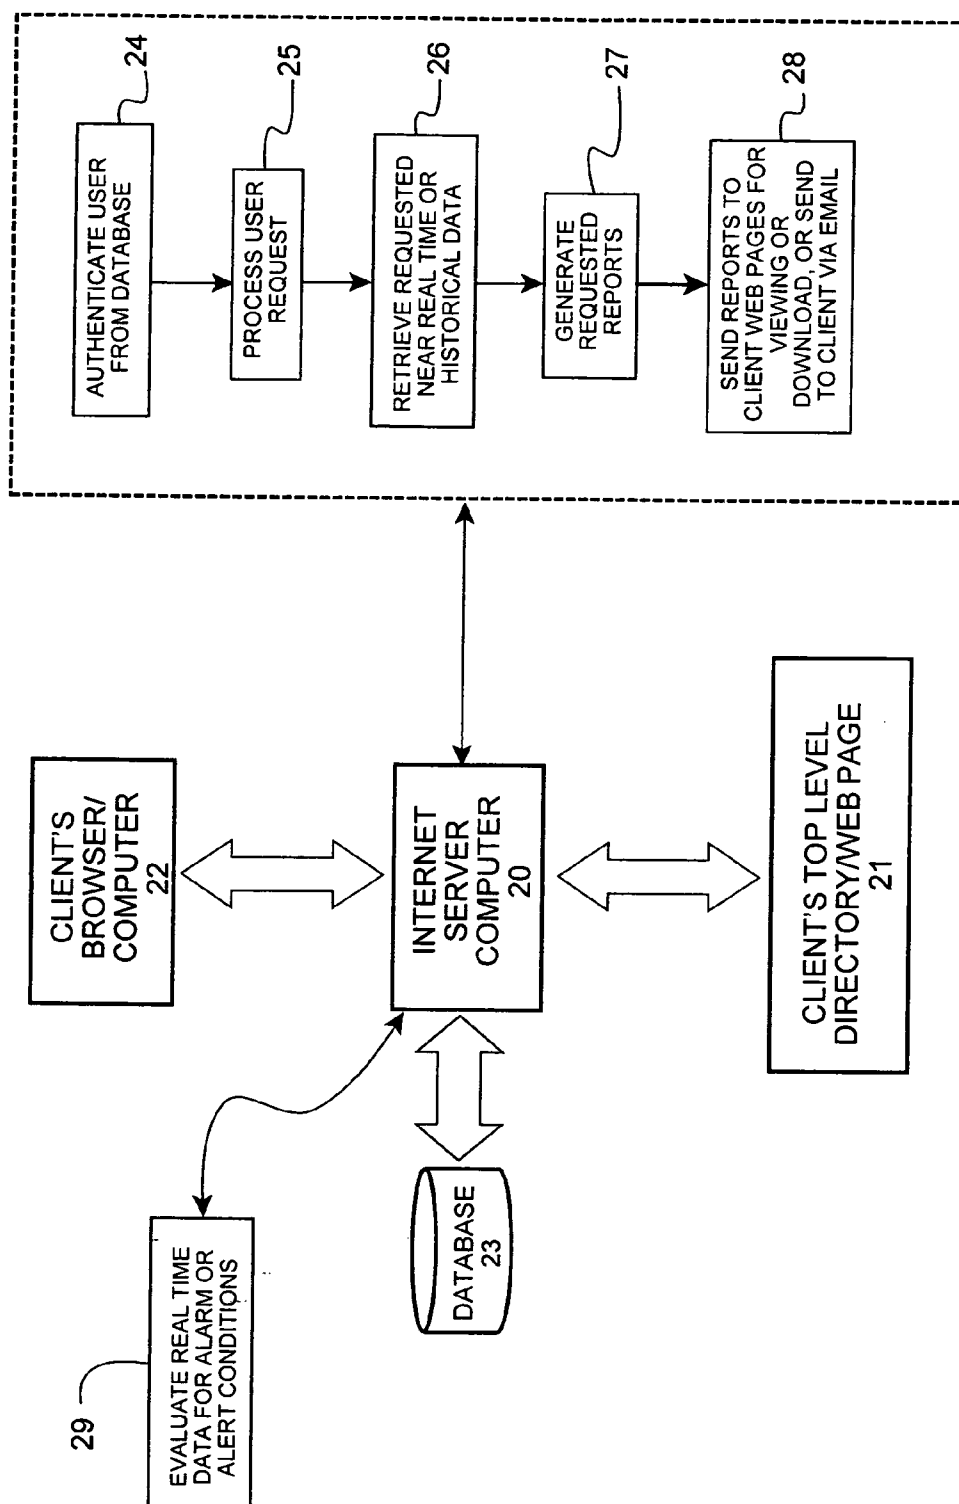 29
EVALUATE REAL TIME
DATA FOR ALARM OR
ALERT CONDITIONS
DATABASE
23
CLIENT'S
BROWSER/
COMPUTER
22
INTERNET
SERVER
COMPUTER
20
CLIENT'S TOP LEVEL
DIRECTORY/WEB PAGE
21
AUTHENTICATE USER
FROM DATABASE
24
PROCESS USER
REQUEST
25
RETRIEVE REQUESTED
NEAR REAL TIME OR
HISTORICAL DATA
26
GENERATE
REQUESTED
REPORTS
27
SEND REPORTS TO
CLIENT WEB PAGES FOR
VIEWING OR
DOWNLOAD, OR SEND
TO CLIENT VIA EMAIL
28